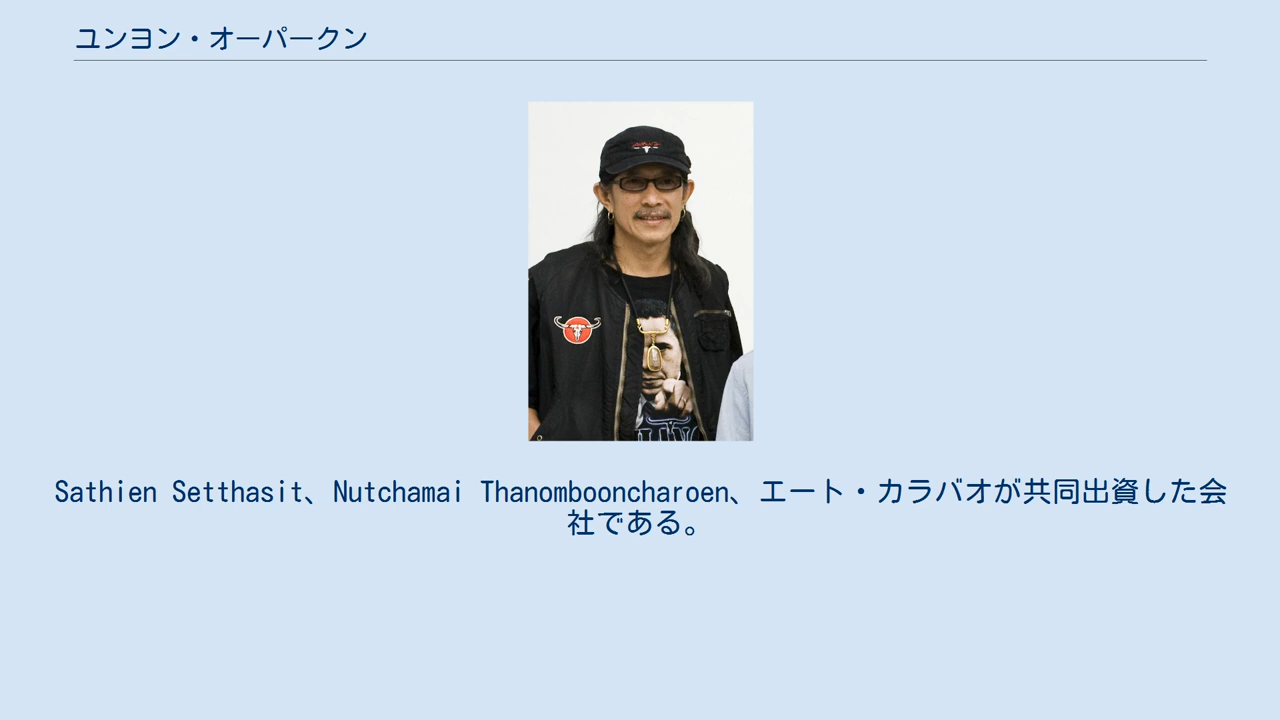 ユンヨン・オーパークン
Sathien Setthasit、Nutchamai Thanombooncharoen、エート・カラバオが共同出資した会
社である。